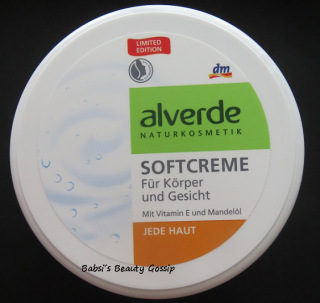 LIMITED
EDITION
dm
alverde
NATURKOSMETIK
SOFTCREME
Für Körper
und Gesicht
Mit Vitamin E und Mandelöl
JEDE HAUT
Babsi's Beauty Gossip